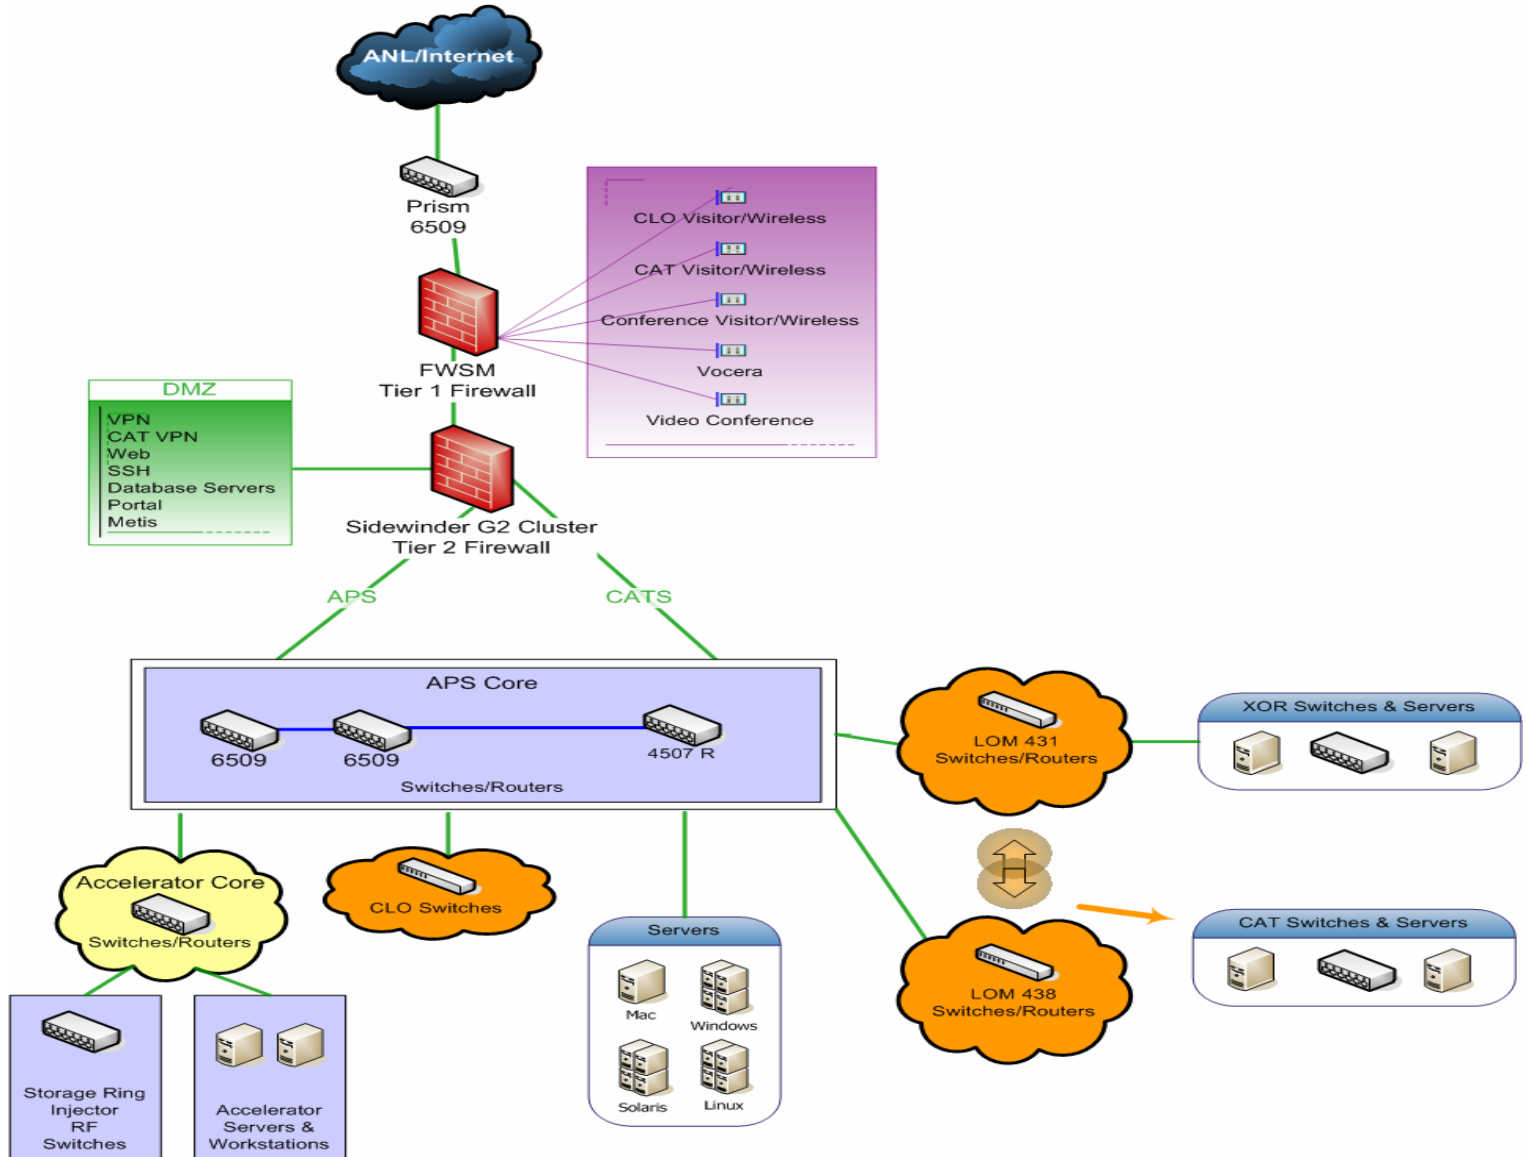 ANL/Internet
Prism
6509
CLO Visitor/Wireless
CAT Visitor/Wireless
Conference Visitor/Wireless
Vocera
Video Conference
FWSM
Tier 1 Firewall
DMZ
VPN
CAT VPN
Web
SSH
Database Servers
Portal
Metis
Sidewinder G2 Cluster
Tier 2 Firewall
APS
CATS
APS Core
6509
6509
4507 R
Switches/Routers
LOM 431
Switches/Routers
XOR Switches & Servers
Accelerator Core
Switches/Routers
CLO Switches
Servers
Mac
Windows
Solaris
Linux
LOM 438
Switches/Routers
CAT Switches & Servers
Storage Ring
Injector
RF
Switches
Accelerator
Servers &
Workstations